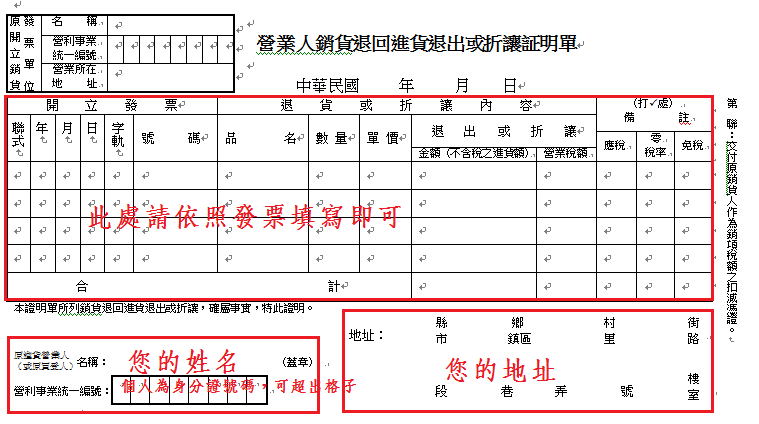 原開立銷貨
發票單位
名　　稱
營利事業
統一編號
營業所在
地　　址
營業人銷貨退回進貨退出或折讓証明單
中華民國　　年　　月　　日
開　立　發　票
退　貨　或　折　讓　內　容
(打✓處)
備　　註
聯式
年
月
日
字軌
號　　碼
品　　名
數量
單價
退　出　或　折　讓
金額（不含稅之進貨額）
營業稅額
應稅
零稅率
免稅
此處請依照發票填寫即可
合　　計
第　聯：交付原銷貨人作為銷項稅額之扣減憑證。
本證明單所列銷貨退回進貨退出或折讓，確屬事實，特此證明。
原進貨營業人
（或原買受人）
名稱：
您的姓名
(蓋章)
營利事業統一編號：
個人為身分證號碼，可超出格子
地址：
縣　鄉　村　街
市　鎮區　里　路
您的地址
段　巷　弄　號　樓室